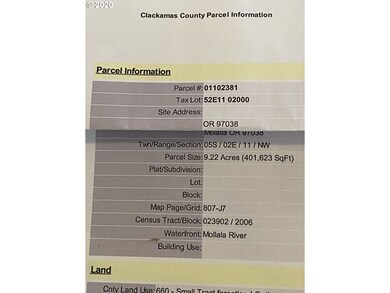 © 2020
Clackamas County Parcel Information
Parcel Information
Parcel #: 01102381
Tax Lot: 52E11 02000
Site Address:
OR 97038
Molalla OR 97038
Twn/Range/Section: 05S / 02E / 11 / NW
Parcel Size: 9.22 Acres (401,623 SqFt)
Plat/Subdivision:
Lot:
Block:
Map Page/Grid: 807-J7
Census Tract/Block: 023902 / 2006
Waterfront: Mollala River
Building Use:
Land
Cnty Land Use: 660 - Small Tract